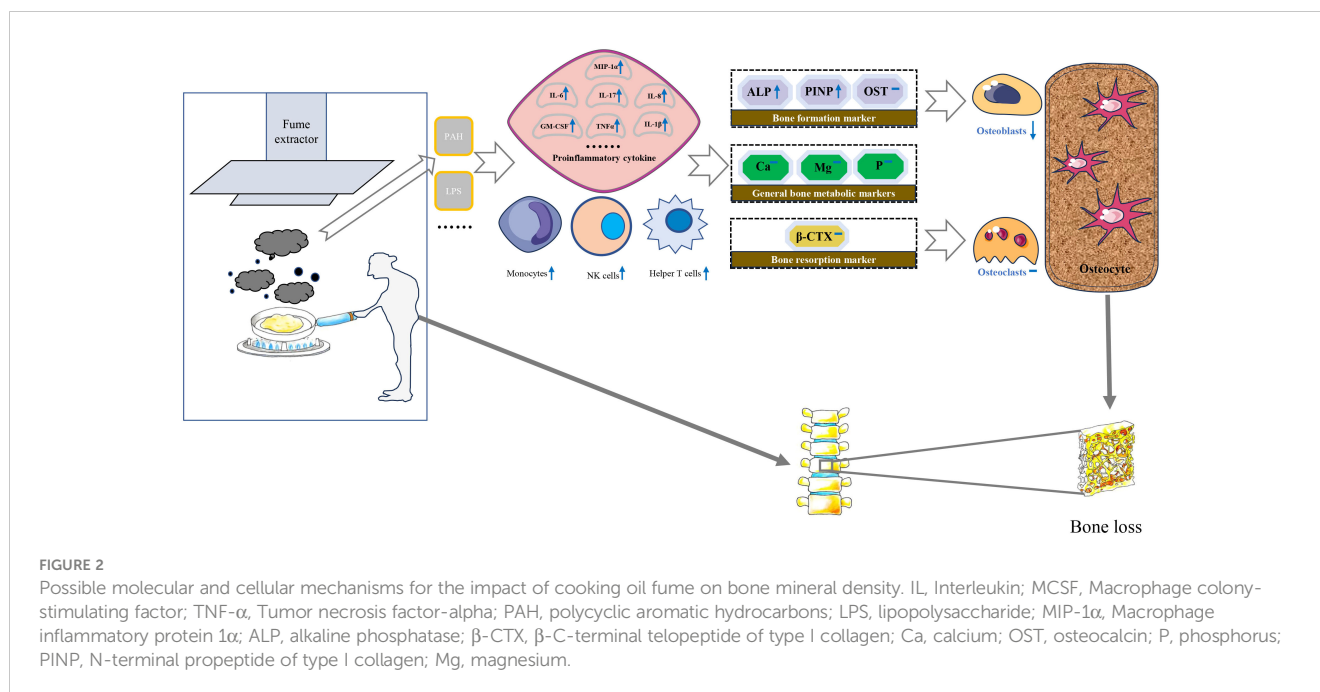 Fume
extractor
PAH
LPS
......
MIP-1α
IL-6
IL-17
IL-8
GM-CSF
TNFα
IL-1β
......
Proinflammatory cytokine
Monocytes
NK cells
Helper T cells
ALP
PINP
OST
Bone formation marker
Ca
Mg
P
General bone metabolic markers
β-CTX
Bone resorption marker
Osteoblasts
Osteoclasts
Osteocyte
Bone loss
FIGURE 2
Possible molecular and cellular mechanisms for the impact of cooking oil fume on bone mineral density. IL, Interleukin; MCSF, Macrophage colony-
stimulating factor; TNF-α, Tumor necrosis factor-alpha; PAH, polycyclic aromatic hydrocarbons; LPS, lipopolysaccharide; MIP-1α, Macrophage
inflammatory protein 1α; ALP, alkaline phosphatase; β-CTX, β-C-terminal telopeptide of type I collagen; Ca, calcium; OST, osteocalcin; P, phosphorus;
PINP, N-terminal propeptide of type I collagen; Mg, magnesium.